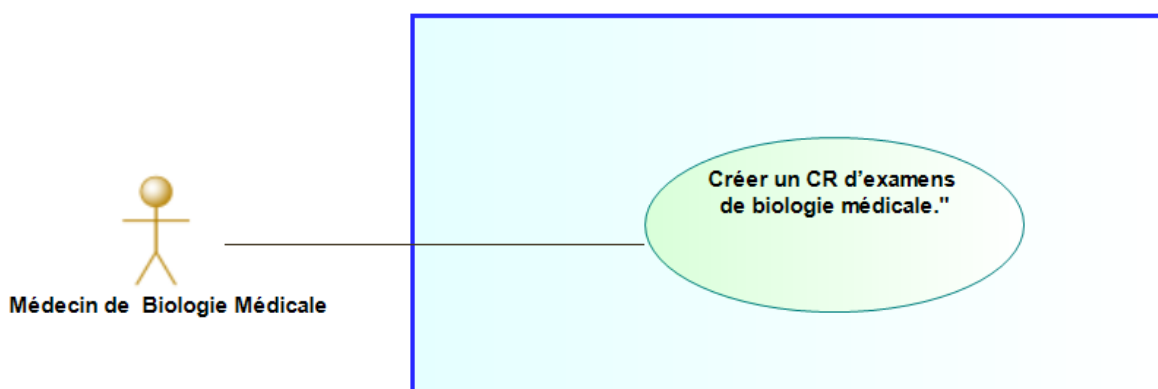 Créer un CR d’examens
de biologie médicale."
Médecin de Biologie Médicale